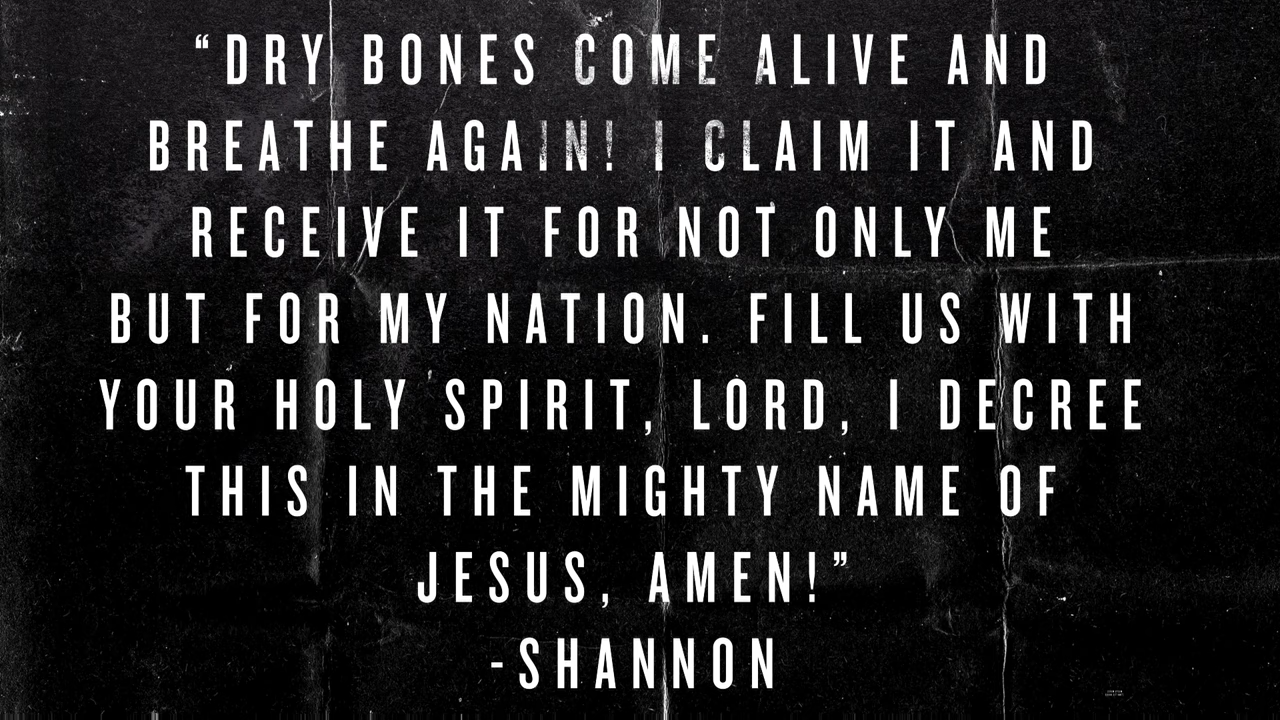 “DRY BONES COME ALIVE AND
BREATHE AGAIN! I CLAIM IT AND
RECEIVE IT FOR NOT ONLY ME
BUT FOR MY NATION. FILL US WITH
YOUR HOLY SPIRIT, LORD, I DECREE
THIS IN THE MIGHTY NAME OF
JESUS, AMEN!”
-SHANNON